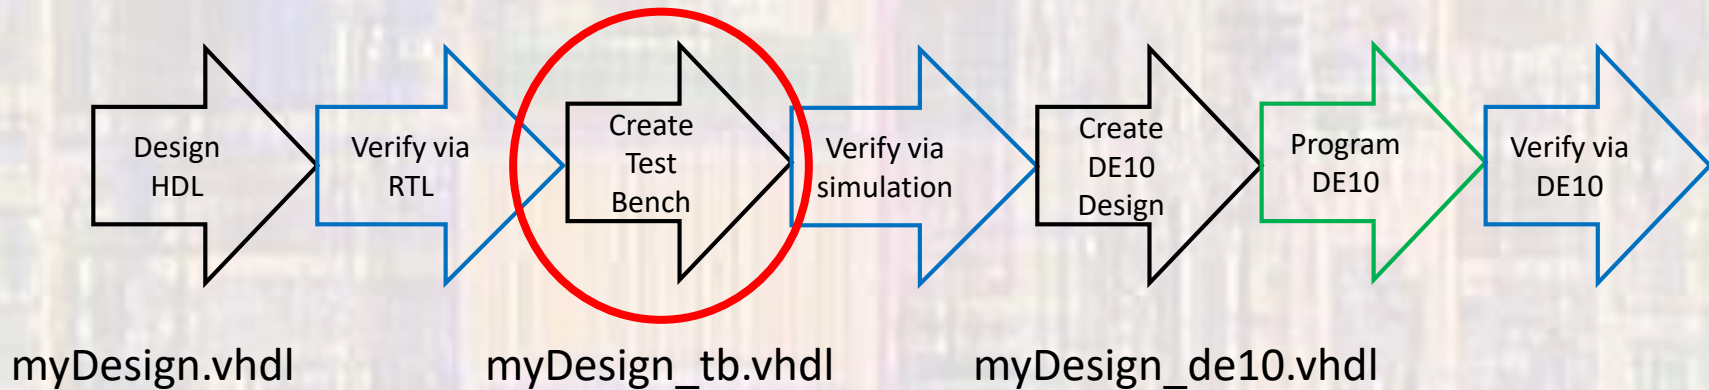 Design
HDL
Verify via
RTL
Create
Test
Bench
Verify via
simulation
Create
DE10
Design
Program
DE10
Verify via
DE10
myDesign.vhdl
myDesign_tb.vhdl
myDesign_de10.vhdl